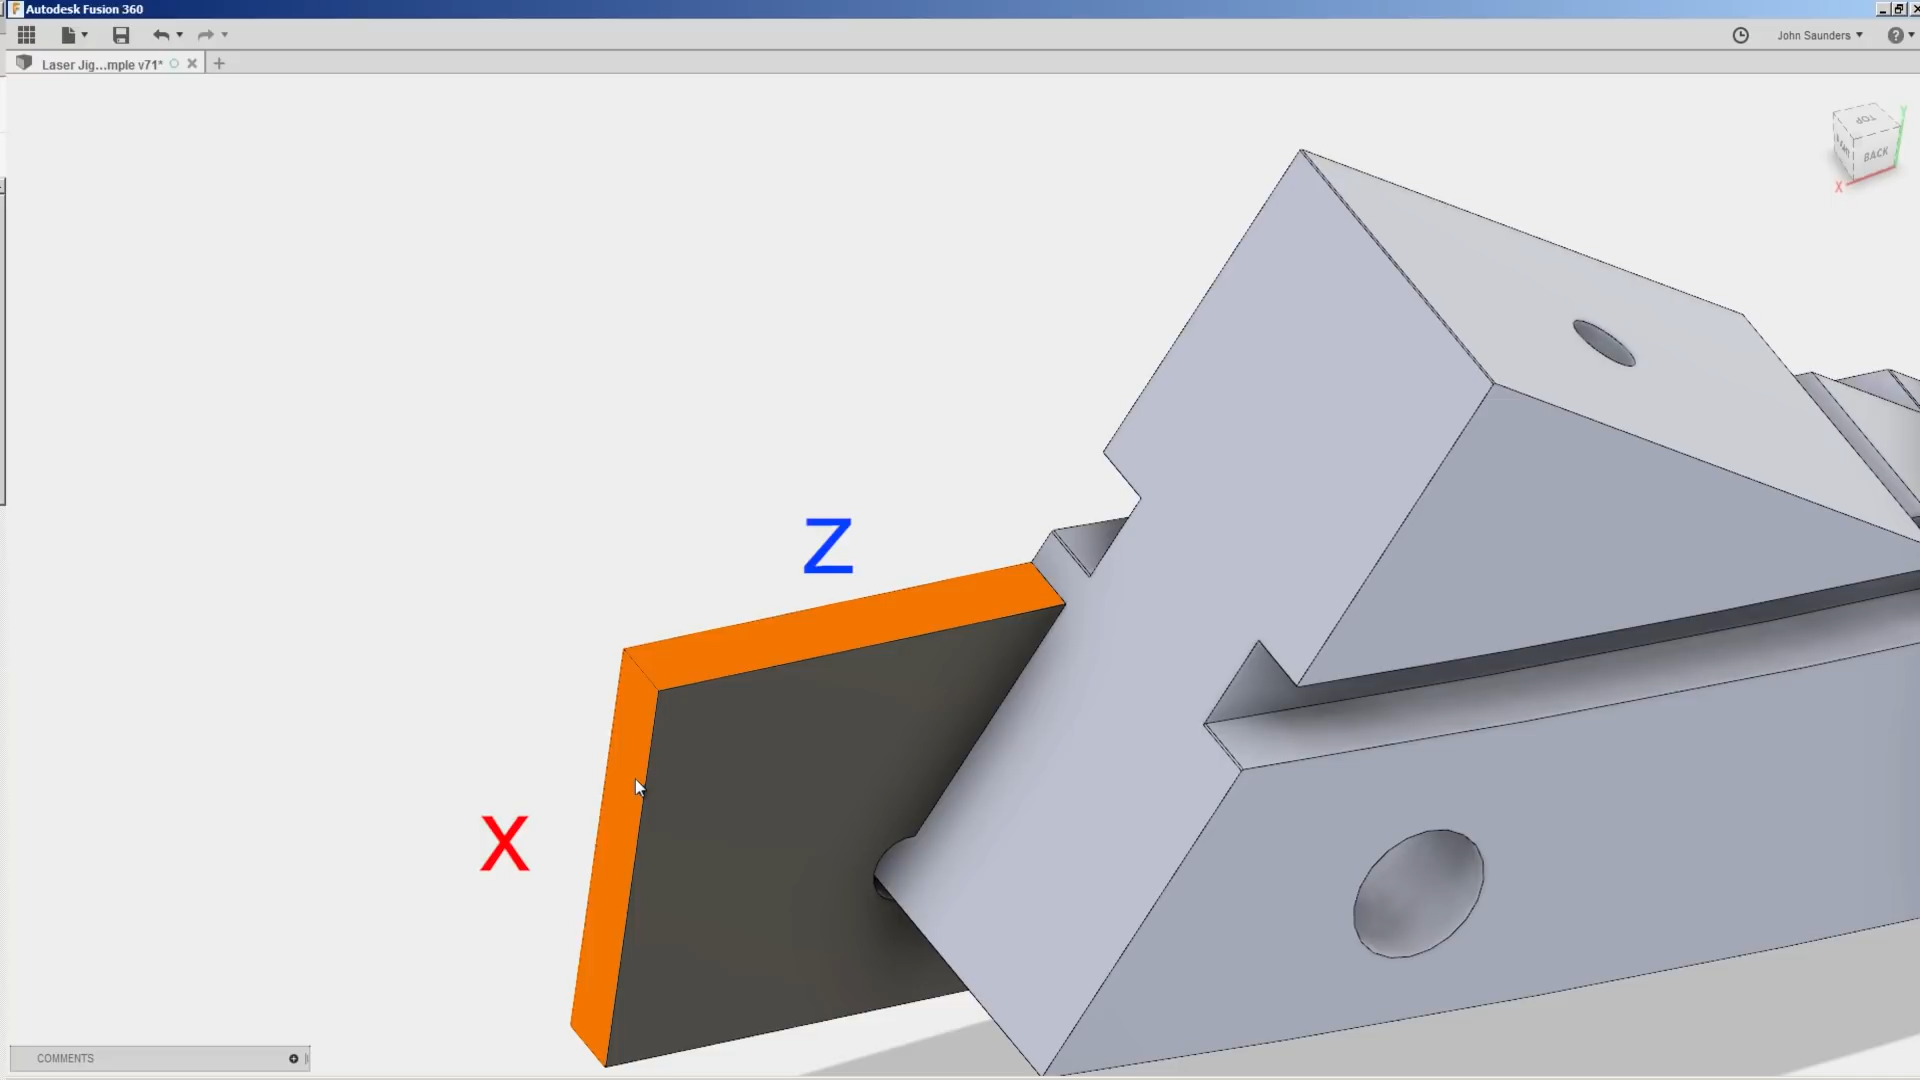 Autodesk Fusion 360
John Saunders
Laser Jig...mple v71*
TOP
BACK
Y
X
Z
X
COMMENTS